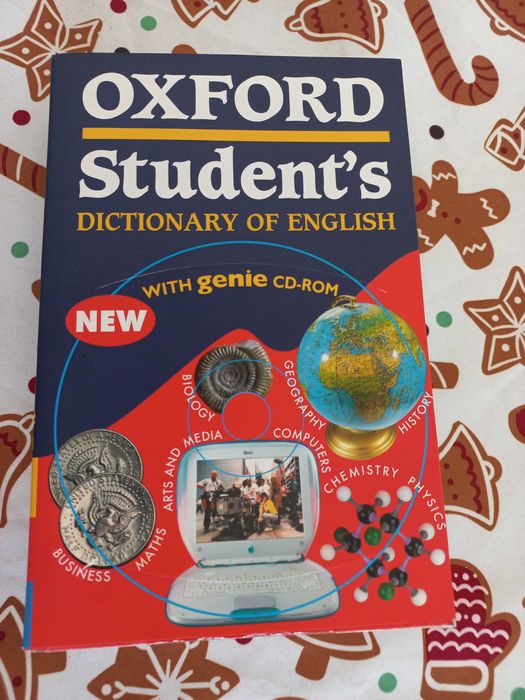 OXFORD
Student's
DICTIONARY OF ENGLISH
WITH genie CD-ROM
NEW
BIOLOGY
GEOGRAPHY
HISTORY
ARTS AND MEDIA
COMPUTERS
CHEMISTRY
PHYSICS
MATHS
BUSINESS